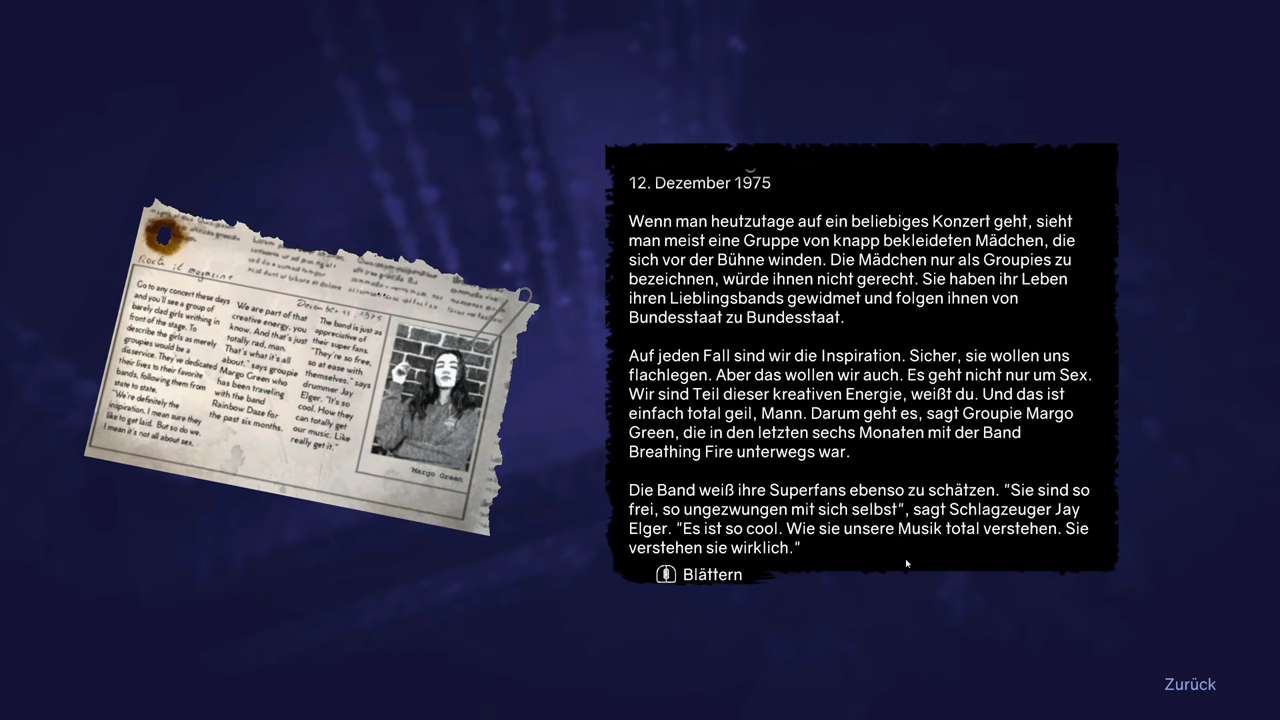 Rock it magazine
Go to any concert these days
and you'll see a group of
barely clad girls writhing in
front of the stage. To
describe the girls as merely
groupies would be a
disservice. They've dedicated
their lives to their favorite
bands, following them from
state to state.
"We're definitely the
inspiration. I mean sure they
like to get laid. But so do we.
I mean it's not all about sex.
We are part of that
creative energy, you
know. And that's just
totally rad, man.
That's what it's all
about." says groupie
Margo Green who
has been traveling
with the band
Rainbow Daze for
the past six months.
1975
The band is just as
appreciative of
their super fans.
"They're so free,
so at ease with
themselves." says
drummer Jay
Elger. "It's so
cool. How they
can totally get
our music. Like
really get it."
Margo Green
12. Dezember 1975
Wenn man heutzutage auf ein beliebiges Konzert geht, sieht
man meist eine Gruppe von knapp bekleideten Mädchen, die
sich vor der Bühne winden. Die Mädchen nur als Groupies zu
bezeichnen, würde ihnen nicht gerecht. Sie haben ihr Leben
ihren Lieblingsbands gewidmet und folgen ihnen von
Bundesstaat zu Bundesstaat.
Auf jeden Fall sind wir die Inspiration. Sicher, sie wollen uns
flachlegen. Aber das wollen wir auch. Es geht nicht nur um Sex.
Wir sind Teil dieser kreativen Energie, weißt du. Und das ist
einfach total geil, Mann. Darum geht es, sagt Groupie Margo
Green, die in den letzten sechs Monaten mit der Band
Breathing Fire unterwegs war.
Die Band weiß ihre Superfans ebenso zu schätzen. "Sie sind so
frei, so ungezwungen mit sich selbst", sagt Schlagzeuger Jay
Elger. "Es ist so cool. Wie sie unsere Musik total verstehen. Sie
verstehen sie wirklich."
Blättern
Zurück